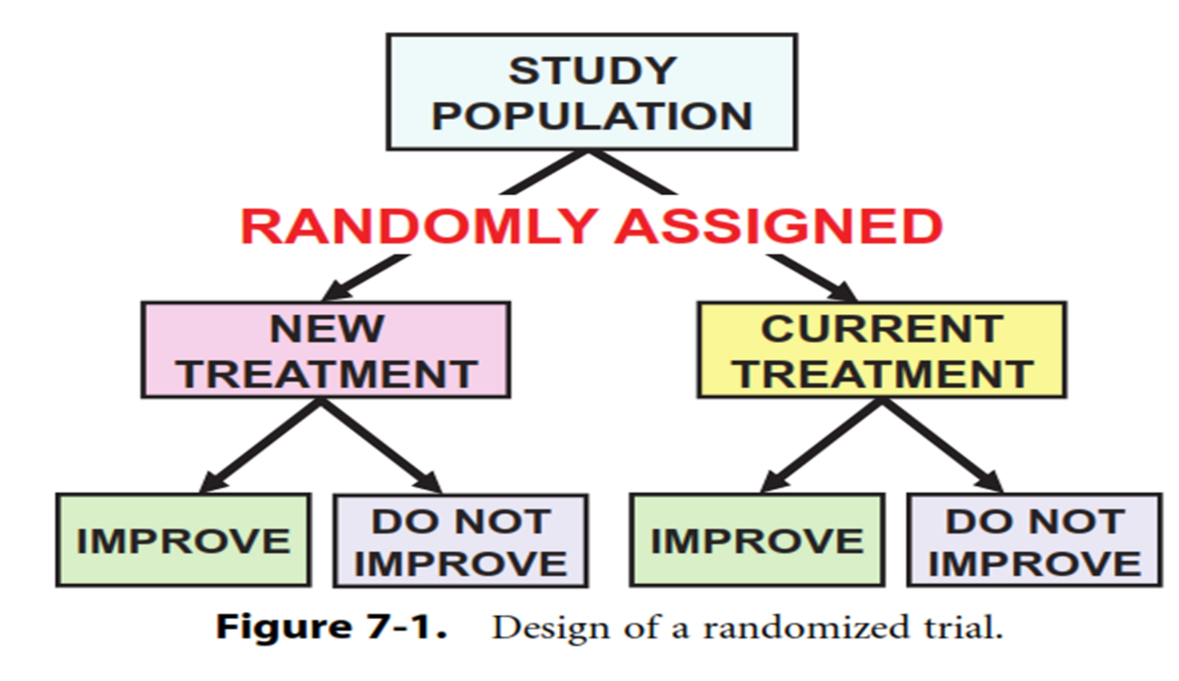 STUDY
POPULATION
RANDOMLY ASSIGNED
NEW
TREATMENT
CURRENT
TREATMENT
IMPROVE
DO NOT
IMPROVE
IMPROVE
DO NOT
IMPROVE
Figure 7-1. Design of a randomized trial.